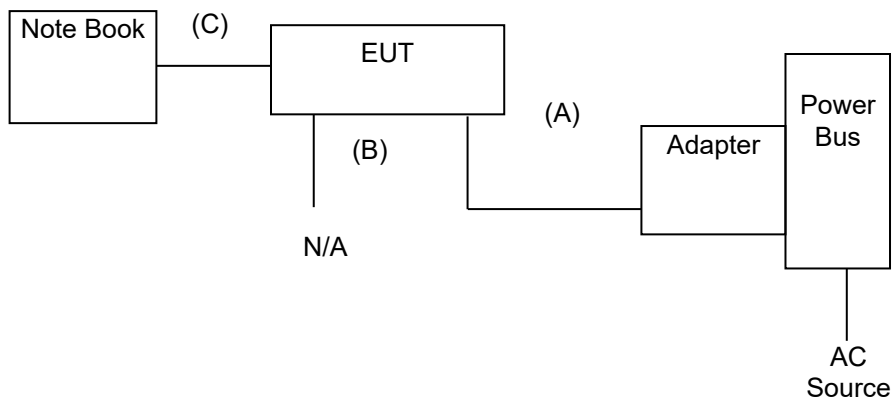 Note Book
(C)
EUT
(A)
(B)
Adapter
Power
Bus
N/A
AC
Source